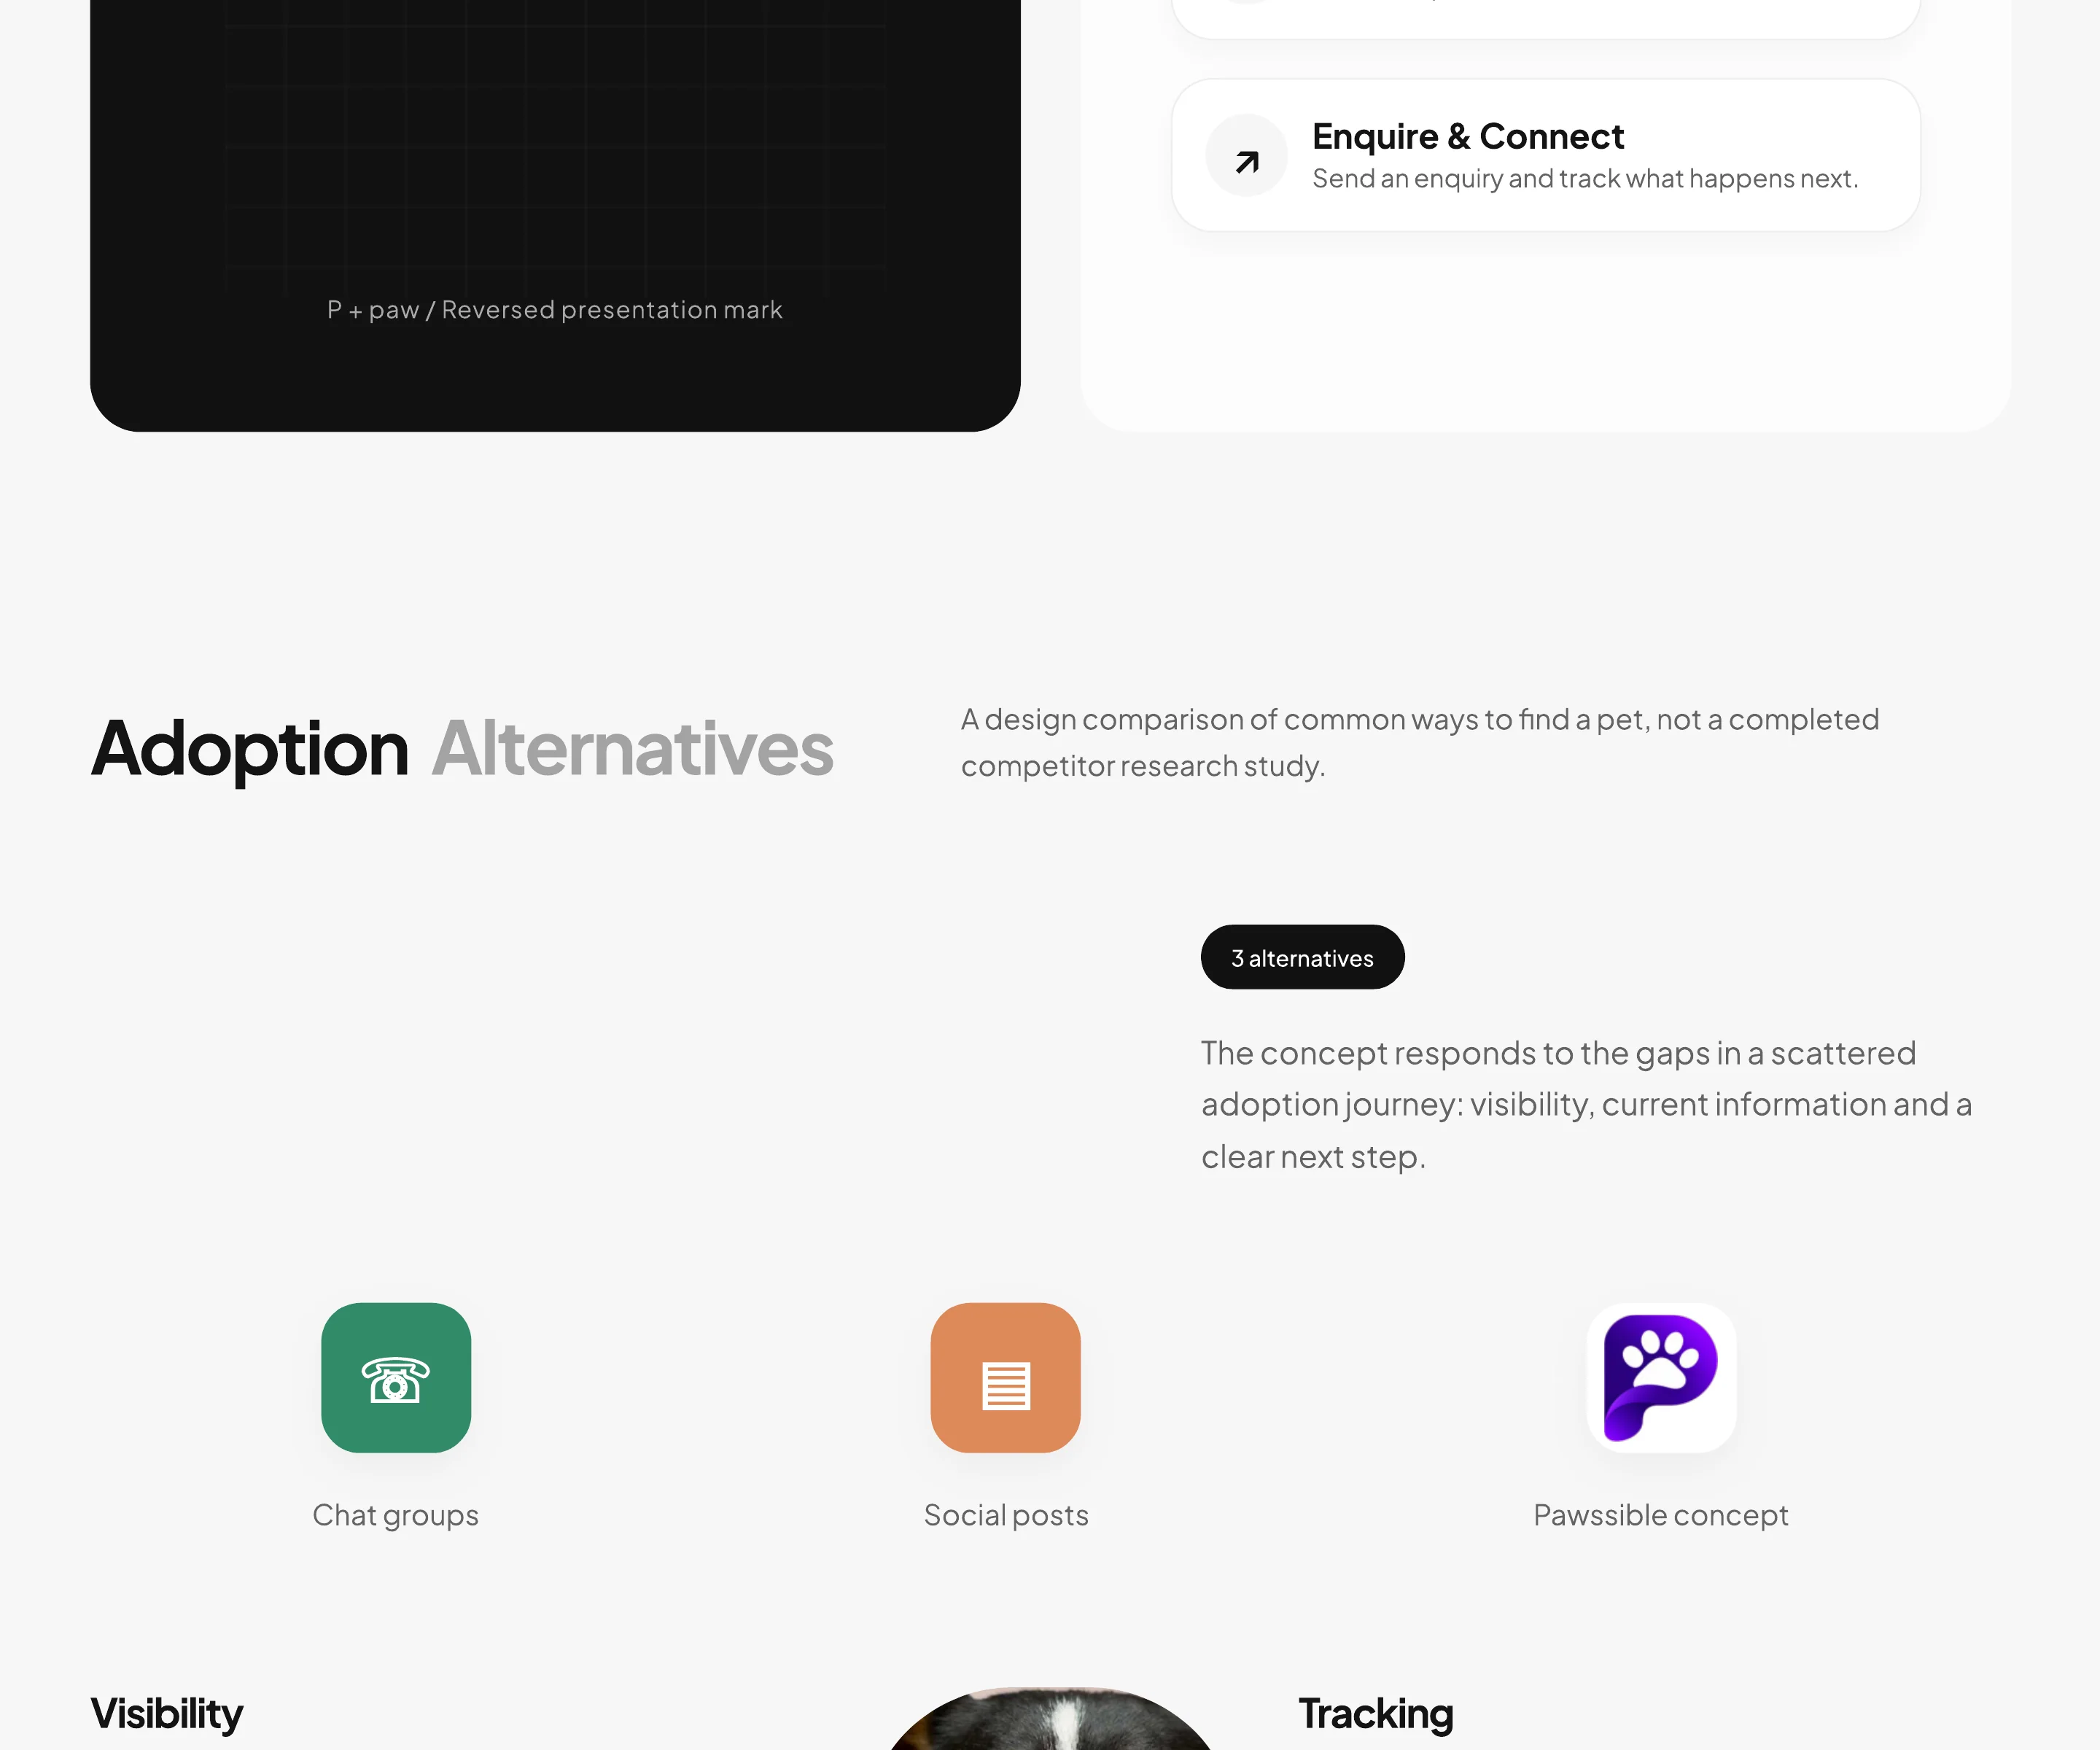 Enquire & Connect
Send an enquiry and track what happens next.
P + paw / Reversed presentation mark
Adoption Alternatives
A design comparison of common ways to find a pet, not a completed
competitor research study.
3 alternatives
The concept responds to the gaps in a scattered
adoption journey: visibility, current information and a
clear next step.
Chat groups
Social posts
Pawssible concept
Visibility
Tracking